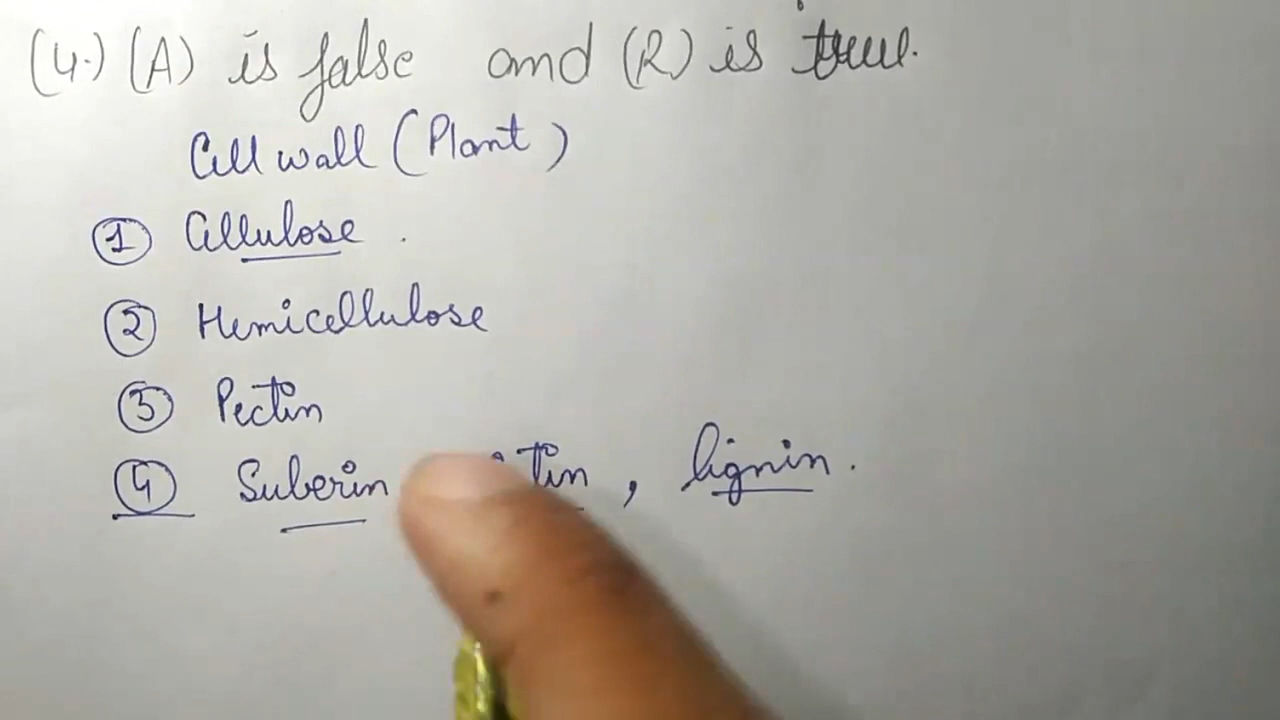 (4.) (A) is false and (R) is true.
Cell wall (Plant)
① Cellulose .
② Hemicellulose
③ Pectin
④ Suberin , lignin .